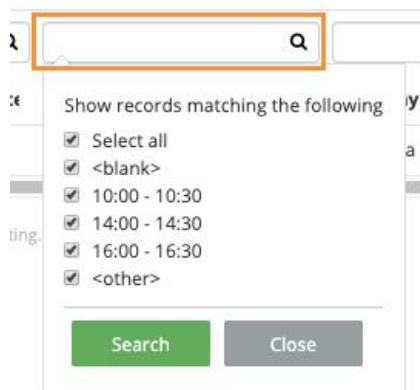 Show records matching the following
Select all
<blank>
10:00 - 10:30
14:00 - 14:30
16:00 - 16:30
<other>
Search
Close